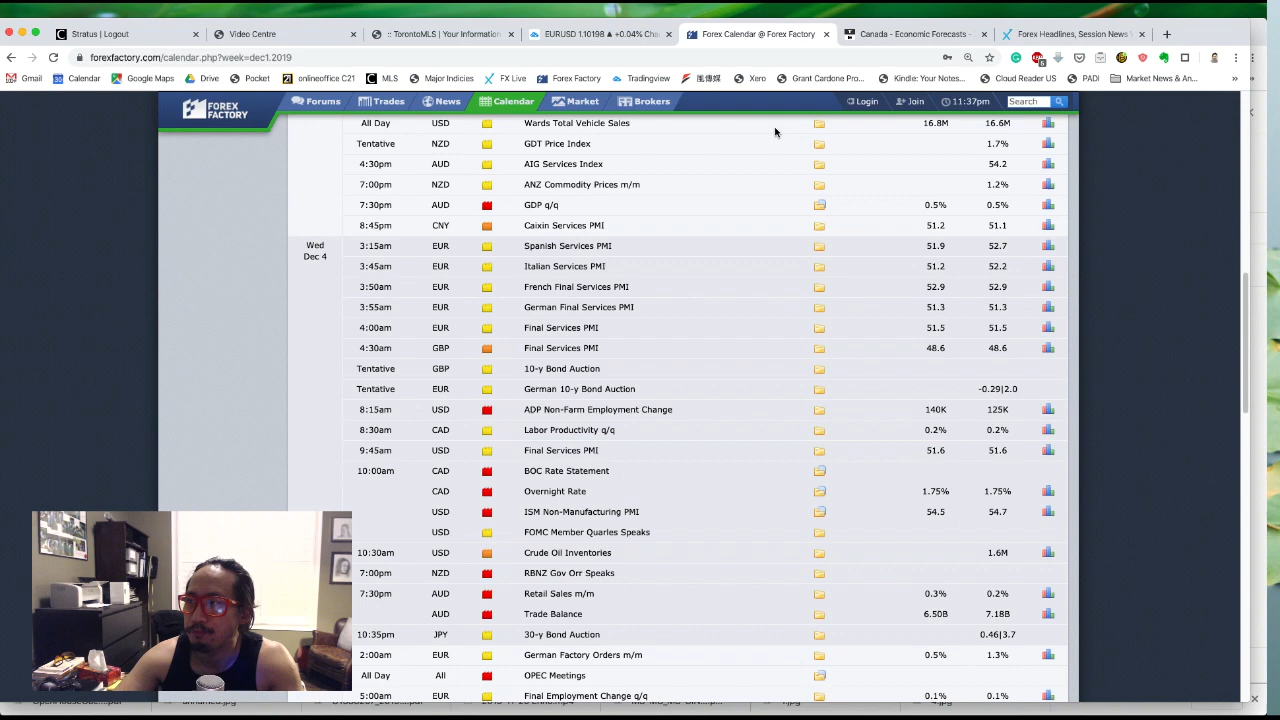 Stratus | Logout
Video Centre
:: TorontoMLS | Your Information
EURUSD 1.10198 ▲ +0.04% Cha
Forex Calendar @ Forex Factory
Canada - Economic Forecasts -
Forex Headlines, Session News
forexfactory.com/calendar.php?week=dec1.2019
Gmail
Calendar
Google Maps
Drive
Pocket
onlineoffice C21
MLS
Major Indicies
FX Live
Forex Factory
Tradingview
風傳媒
Xero
Grant Cardone Pro...
Kindle: Your Notes...
Cloud Reader US
PADI
Market News & An...
FOREX FACTORY
Forums Trades News Calendar Market Brokers Login Join 11:37pm Search
All Day USD Wards Total Vehicle Sales 16.8M 16.6M
Tentative NZD GDT Price Index 1.7%
4:30pm AUD AIG Services Index 54.2
7:00pm NZD ANZ Commodity Prices m/m 1.2%
7:30pm AUD GDP q/q 0.5% 0.5%
8:45pm CNY Caixin Services PMI 51.2 51.1
Wed Dec 4 3:15am EUR Spanish Services PMI 51.9 52.7
3:45am EUR Italian Services PMI 51.2 52.2
3:50am EUR French Final Services PMI 52.9 52.9
3:55am EUR German Final Services PMI 51.3 51.3
4:00am EUR Final Services PMI 51.5 51.5
4:30am GBP Final Services PMI 48.6 48.6
Tentative GBP 10-y Bond Auction
Tentative EUR German 10-y Bond Auction -0.29|2.0
8:15am USD ADP Non-Farm Employment Change 140K 125K
8:30am CAD Labor Productivity q/q 0.2% 0.2%
9:45am USD Final Services PMI 51.6 51.6
10:00am CAD BOC Rate Statement
CAD Overnight Rate 1.75% 1.75%
USD ISM Non-Manufacturing PMI 54.5 54.7
USD FOMC Member Quarles Speaks
10:30am USD Crude Oil Inventories 1.6M
7:00pm NZD RBNZ Gov Orr Speaks
7:30pm AUD Retail Sales m/m 0.3% 0.2%
AUD Trade Balance 6.50B 7.18B
10:35pm JPY 30-y Bond Auction 0.46|3.7
2:00am EUR German Factory Orders m/m 0.5% 1.3%
All Day All OPEC Meetings
5:00am EUR Final Employment Change q/q 0.1% 0.1%